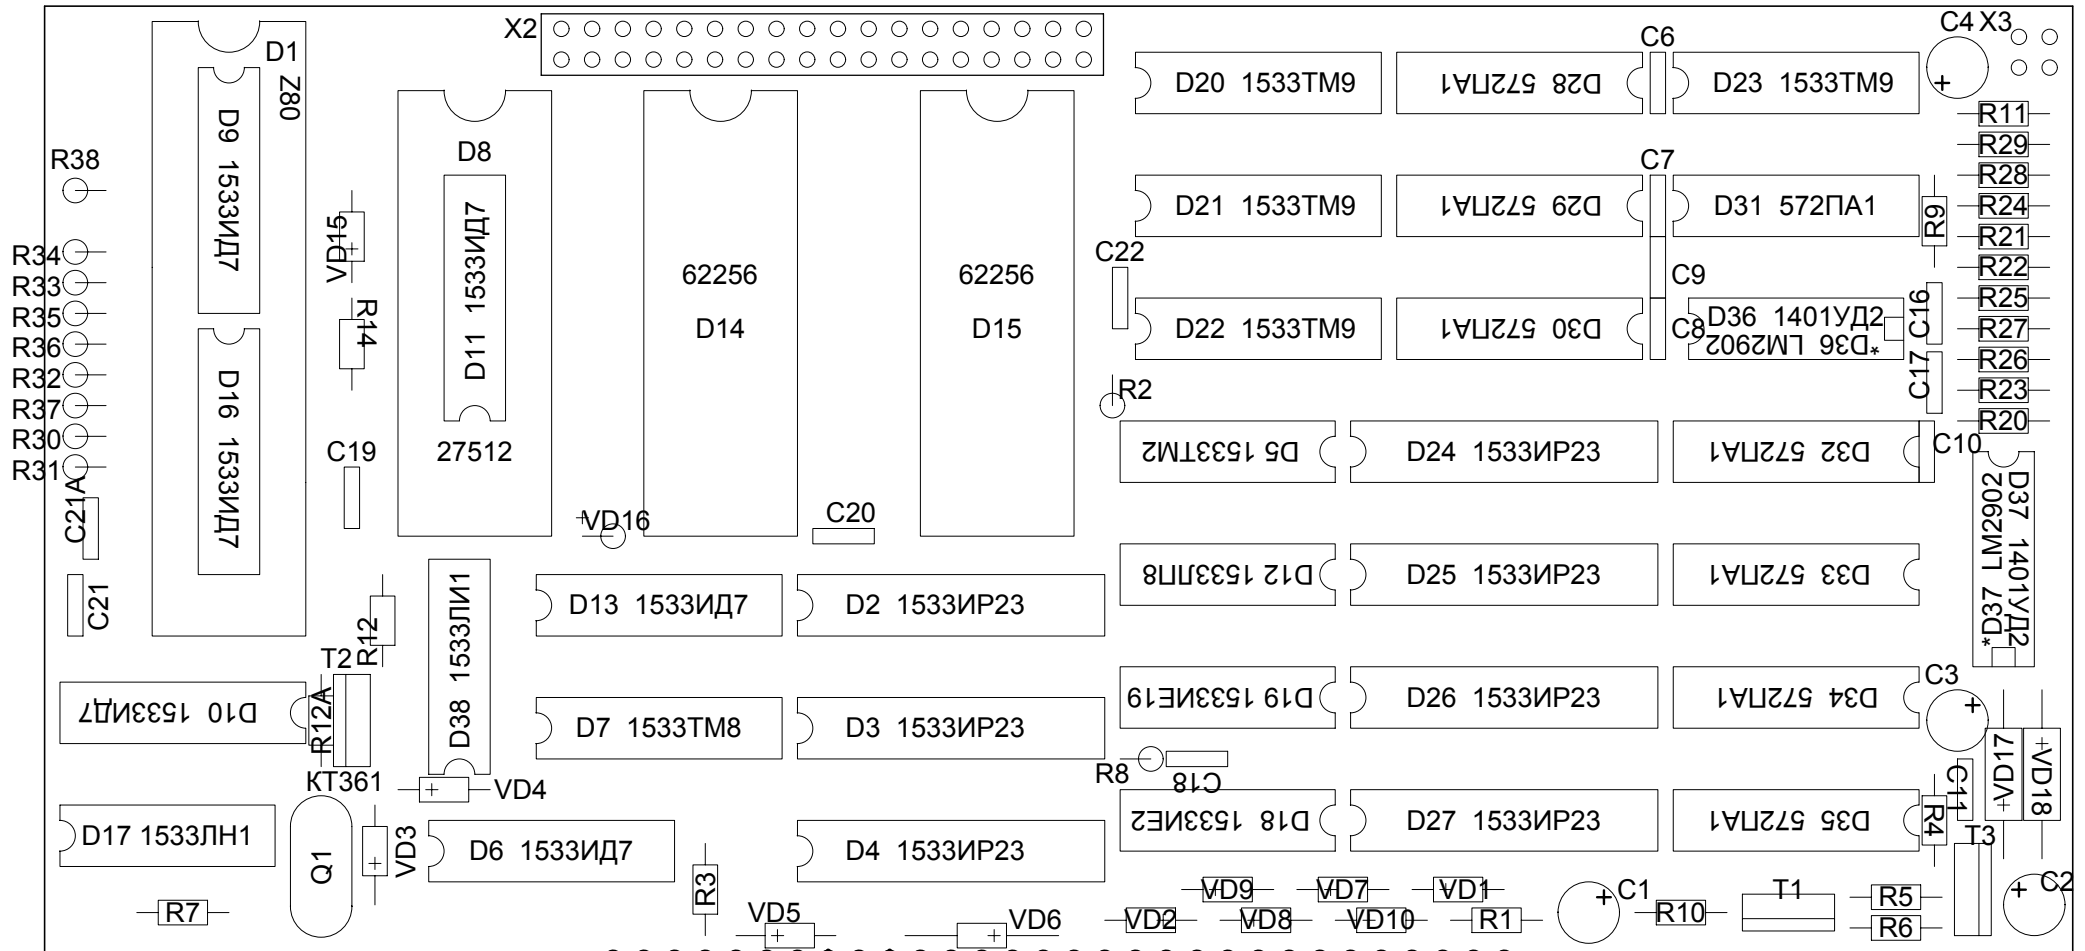 X2
C4
X3
D1
Z80
C6
D20 1533ТМ9
D28 572ПА1
D23 1533ТМ9
D9 1533ИД7
R11
R29
R38
D8
C7
R28
D21 1533ТМ9
D29 572ПА1
D31 572ПА1
R24
R9
R21
VD15
D11 1533ИД7
C22
R34
R22
62256
62256
C9
R33
R25
R35
R14
D14
D15
D22 1533ТМ9
D30 572ПА1
C8
D36 1401УД2
*D36 LM2902
C16
R27
R36
R26
R32
C17
R2
R23
R37
D16 1533ИД7
R20
R30
C19
27512
D5 1533ТМ2
D24 1533ИР23
D32 572ПА1
C10
R31
C21A
VD16
C20
D37 1401УД2
*D37 LM2902
D12 1533ЛП8
D25 1533ИР23
D33 572ПА1
C21
R12
D38 1533ЛИ1
D13 1533ИД7
D2 1533ИР23
T2
C3
D10 1533ИД7
R12A
D7 1533ТМ8
D3 1533ИР23
D19 1533ИЕ19
D26 1533ИР23
D34 572ПА1
КТ361
VD4
R8
C18
C11
VD17
VD18
D17 1533ЛН1
Q1
VD3
D6 1533ИД7
D4 1533ИР23
D18 1533ИЕ2
D27 1533ИР23
D35 572ПА1
R4
T3
R3
VD9
VD7
VD1
C1
T1
R5
C2
R7
VD5
VD6
VD2
VD8
VD10
R1
R10
R6